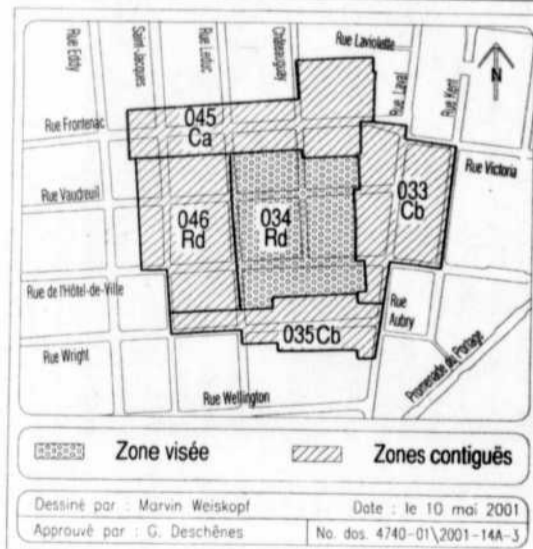 Rue Eddy
Saint-Jacques
Rue Leduc
Châteauguay
Rue Laviolette
Rue Laval
Rue Kent
N
Rue Frontenac
045
Ca
Rue Victoria
Rue Vaudreuil
046
Rd
034
Rd
033
Cb
Rue de l'Hôtel-de-Ville
Rue
Aubry
035Cb
Rue Wright
Promenade du Portage
Rue Wellington
Zone visée
Zones contiguës
Dessiné par : Marvin Weiskopf
Date : le 10 mai 2001
Approuvé par : G. Deschênes
No. dos. 4740-01\2001-14A-3